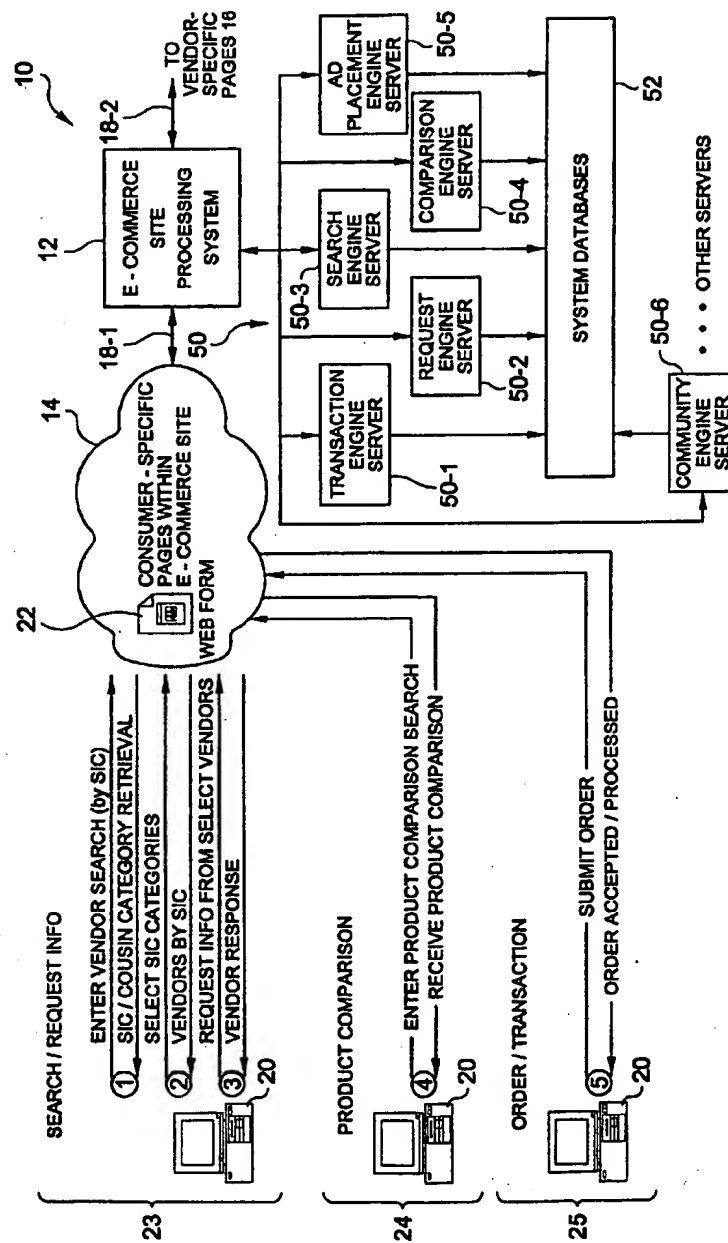 10
SEARCH / REQUEST INFO
ENTER VENDOR SEARCH (by SIC)
1
SIC / COUSIN CATEGORY RETRIEVAL
SELECT SIC CATEGORIES
2
VENDORS BY SIC
REQUEST INFO FROM SELECT VENDORS
3
VENDOR RESPONSE
20
23
PRODUCT COMPARISON
ENTER PRODUCT COMPARISON SEARCH
4
RECEIVE PRODUCT COMPARISON
20
24
ORDER / TRANSACTION
SUBMIT ORDER
5
ORDER ACCEPTED / PROCESSED
20
25
14
22
CONSUMER - SPECIFIC
PAGES WITHIN
E - COMMERCE SITE
WEB FORM
18-1
12
E - COMMERCE
SITE
PROCESSING
SYSTEM
18-2
TO
VENDOR-
SPECIFIC
PAGES 16
50
TRANSACTION
ENGINE
SERVER
50-1
REQUEST
ENGINE
SERVER
50-2
SEARCH
ENGINE
SERVER
50-3
COMPARISON
ENGINE
SERVER
50-4
AD
PLACEMENT
ENGINE
SERVER
50-5
SYSTEM DATABASES
52
COMMUNITY
ENGINE
SERVER
50-6
• • • OTHER SERVERS